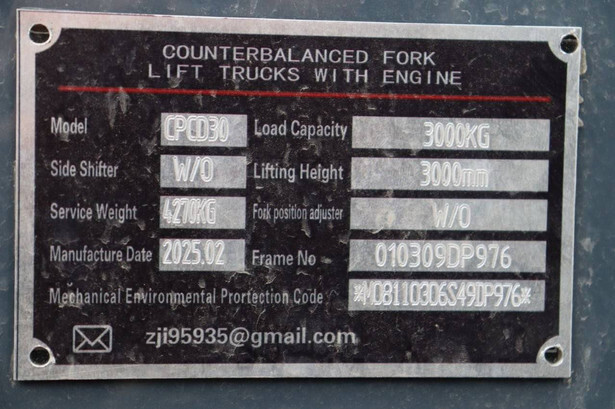 COUNTERBALANCED FORK
LIFT TRUCKS WITH ENGINE
Model CPCD30 Load Capacity 3000KG
Side Shifter W/O Lifting Height 3000mm
Service Weight 4270KG Fork position adjuster W/O
Manufacture Date 2025.02 Frame No 010309DP976
Mechanical Environmental Prortection Code *MD8110306S49DP976*
zji95935@gmail.com